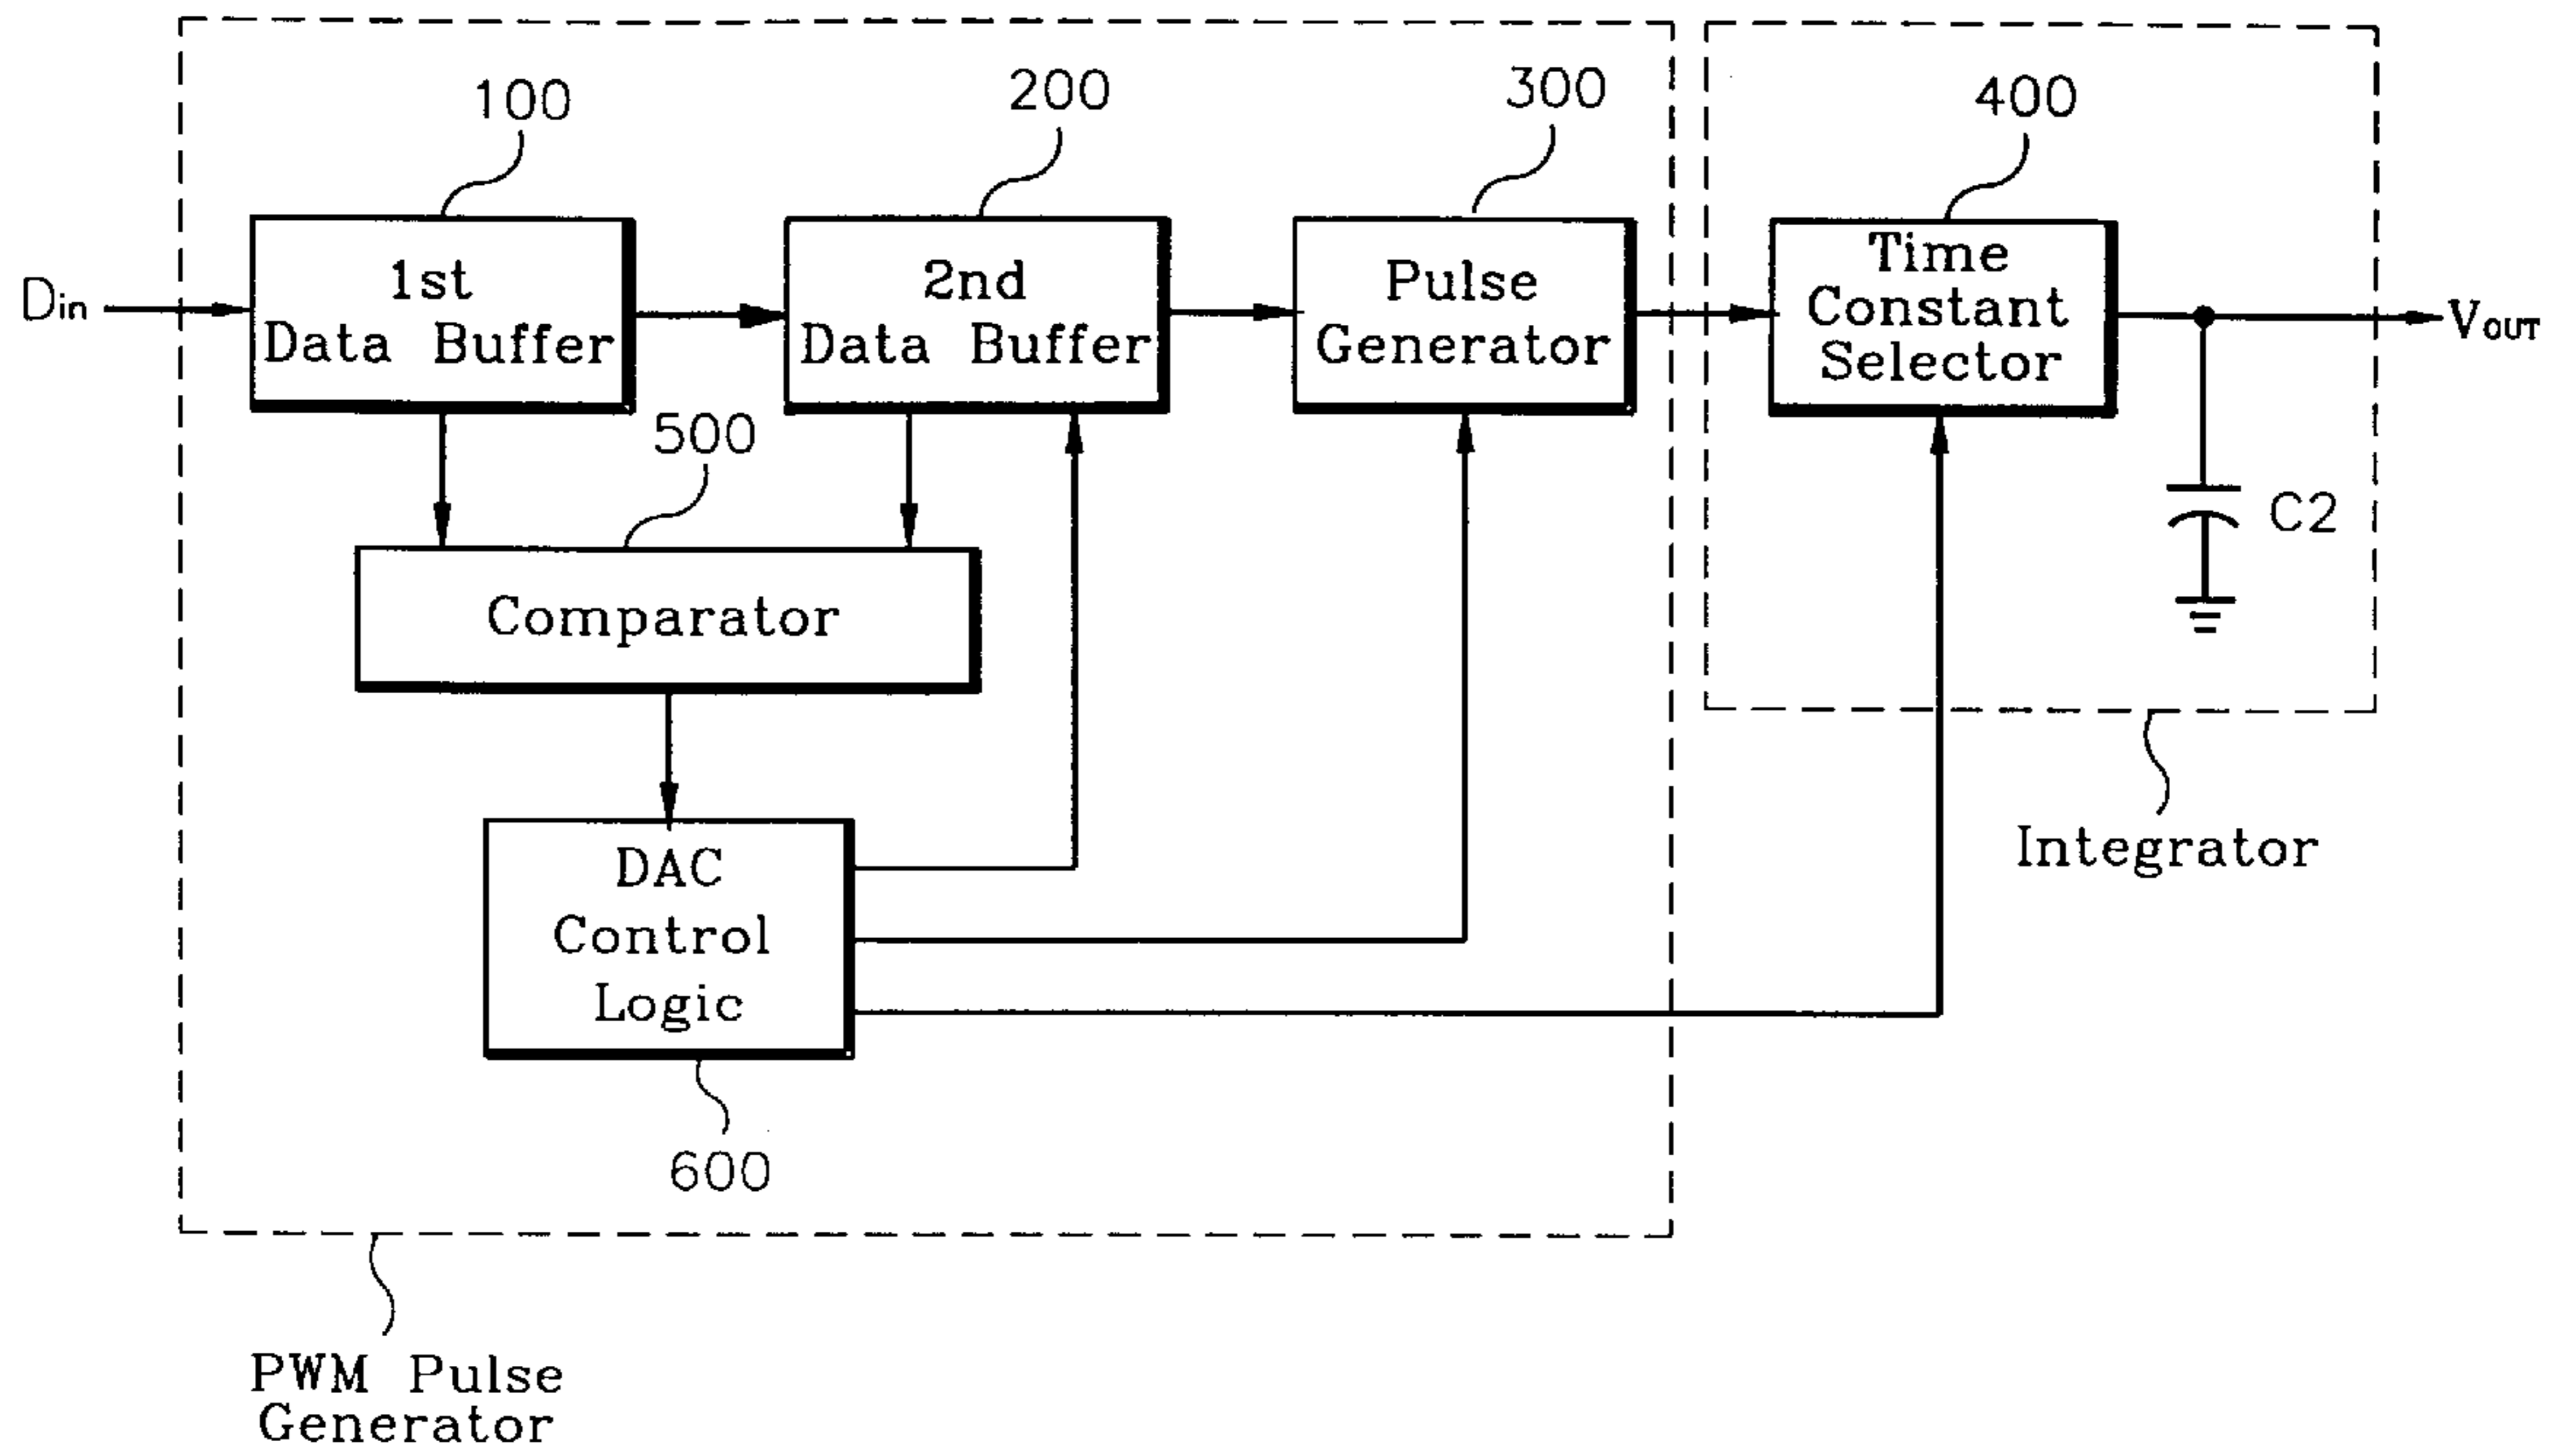 100
200
300
400
Din
1st
Data Buffer
2nd
Data Buffer
Pulse
Generator
Time
Constant
Selector
VOUT
500
C2
Comparator
DAC
Control
Logic
Integrator
600
PWM Pulse
Generator